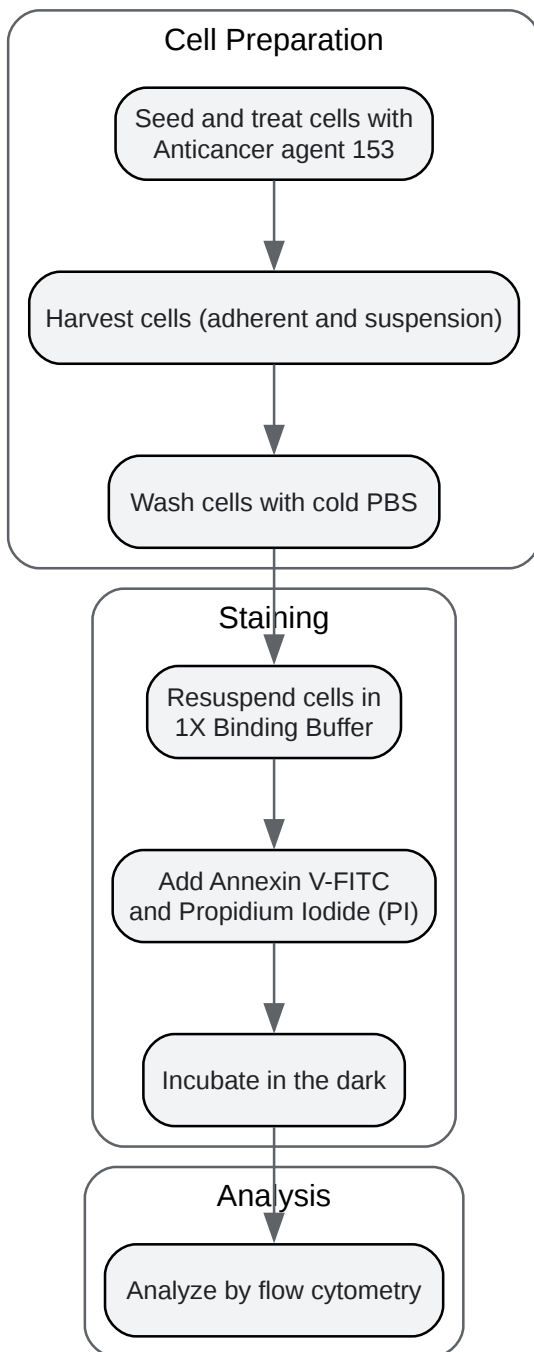 Cell Preparation
Seed and treat cells with
Anticancer agent 153
Harvest cells (adherent and suspension)
Wash cells with cold PBS
Staining
Resuspend cells in
1X Binding Buffer
Add Annexin V-FITC
and Propidium Iodide (PI)
Incubate in the dark
Analysis
Analyze by flow cytometry